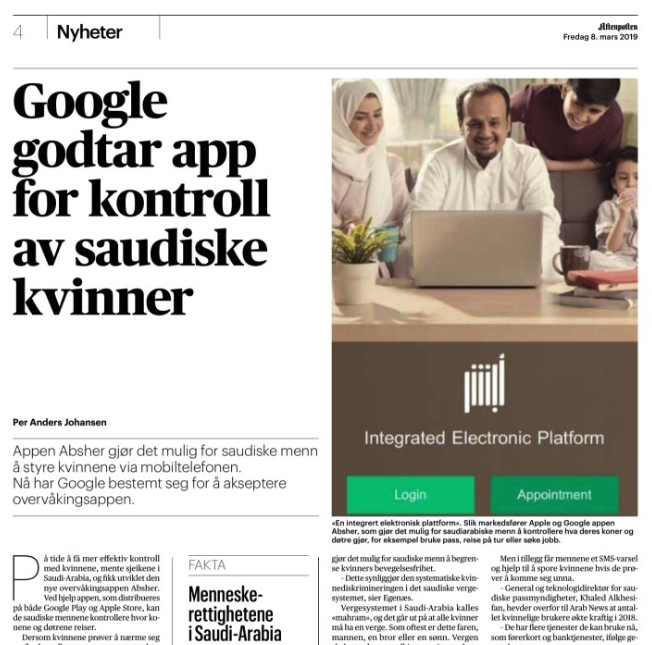 4
Nyheter
Aftenposten
Fredag 8. mars 2019
Google
godtar app
for kontroll
av saudiske
kvinner
Per Anders Johansen
Appen Absher gjør det mulig for saudiske menn
å styre kvinnene via mobiltelefonen.
Nå har Google bestemt seg for å akseptere
overvåkingsappen.
أبشر
Integrated Electronic Platform
Login
Appointment
«En integrert elektronisk plattform». Slik markedsfører Apple og Google appen
Absher, som gjør det mulig for saudiarabiske menn å kontrollere hva deres koner og
døtre gjør, for eksempel bruke pass, reise på tur eller søke jobb.
På tide å få mer effektiv kontroll
med kvinnene, mente sjeikene i
Saudi-Arabia, og fikk utviklet den
nye overvåkingsappen Absher.
Ved hjelp appen, som distribueres
på både Google Play og Apple Store, kan
de saudiske mennene kontrollere hvor ko-
nene og døtrene reiser.
Dersom kvinnene prøver å nærme seg
FAKTA
Menneske-
rettighetene
i Saudi-Arabia
gjør det mulig for saudiske menn å begren-
se kvinners bevegelsesfrihet.
– Dette synliggjør den systematiske kvin-
nediskrimineringen i det saudiske verge-
systemet, sier Egenæs.
Vergesystemet i Saudi-Arabia kalles
«mahram», og det går ut på at alle kvinner
må ha en verge. Som oftest er dette faren,
mannen, en bror eller en sønn. Vergen
Men i tillegg får mennene et SMS-varsel
og hjelp til å spore kvinnene hvis de prø-
ver å komme seg unna.
– General og teknologidirektør for sau-
diske passmyndigheter, Khaled Alkhesi-
fan, hevder overfor til Arab News at antal-
let kvinnelige brukere økte kraftig i 2018.
– De har flere tjenester de kan bruke nå,
som førerkort og banktjenester, ifølge ge-